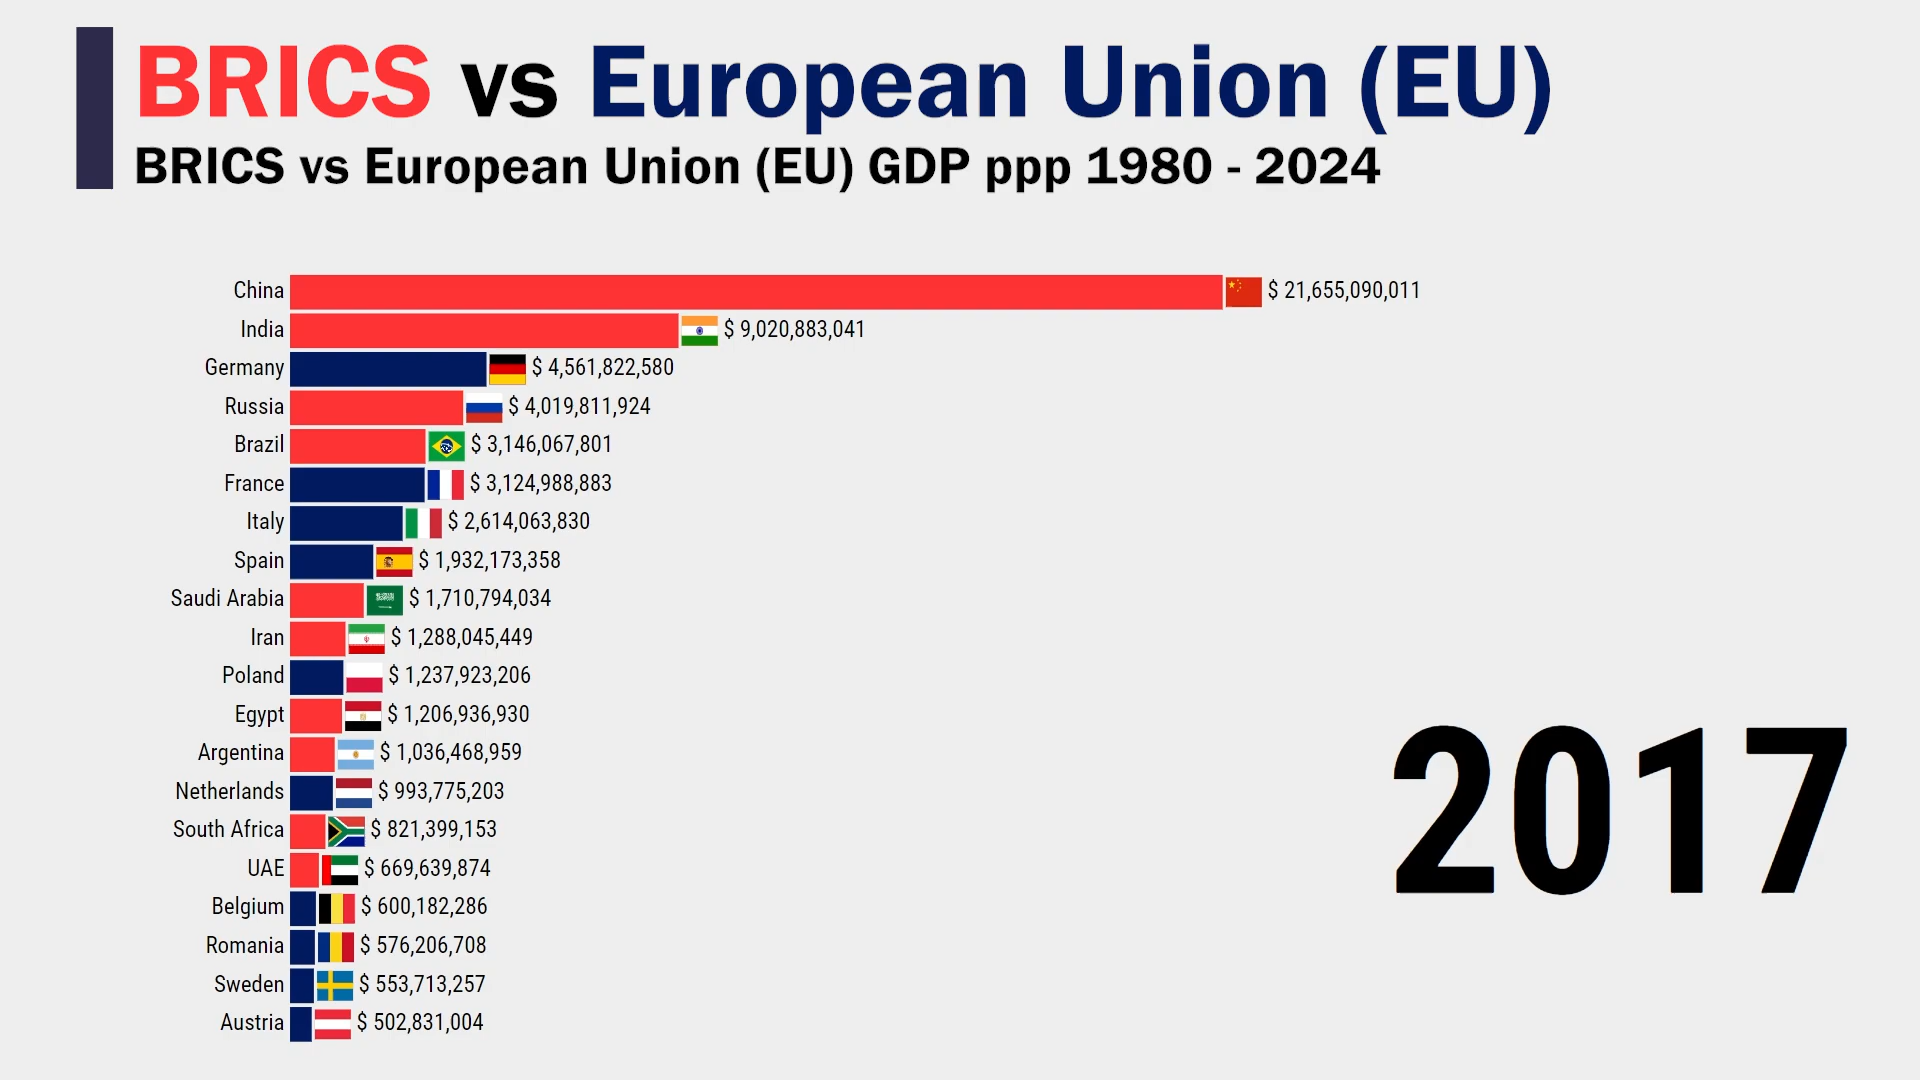 BRICS vs European Union (EU)
BRICS vs European Union (EU) GDP ppp 1980 - 2024
China $ 21,655,090,011
India $ 9,020,883,041
Germany $ 4,561,822,580
Russia $ 4,019,811,924
Brazil $ 3,146,067,801
France $ 3,124,988,883
Italy $ 2,614,063,830
Spain $ 1,932,173,358
Saudi Arabia $ 1,710,794,034
Iran $ 1,288,045,449
Poland $ 1,237,923,206
Egypt $ 1,206,936,930
Argentina $ 1,036,468,959
Netherlands $ 993,775,203
South Africa $ 821,399,153
UAE $ 669,639,874
Belgium $ 600,182,286
Romania $ 576,206,708
Sweden $ 553,713,257
Austria $ 502,831,004
2017